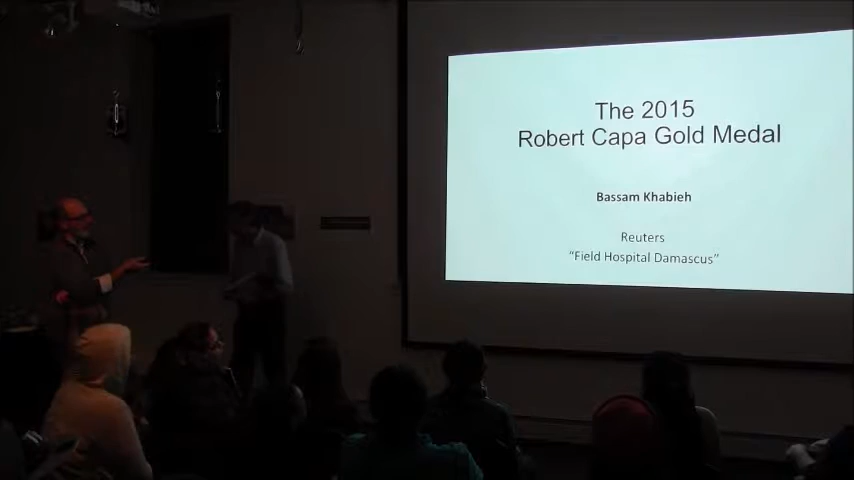 The 2015
Robert Capa Gold Medal
Bassam Khabieh
Reuters
“Field Hospital Damascus”